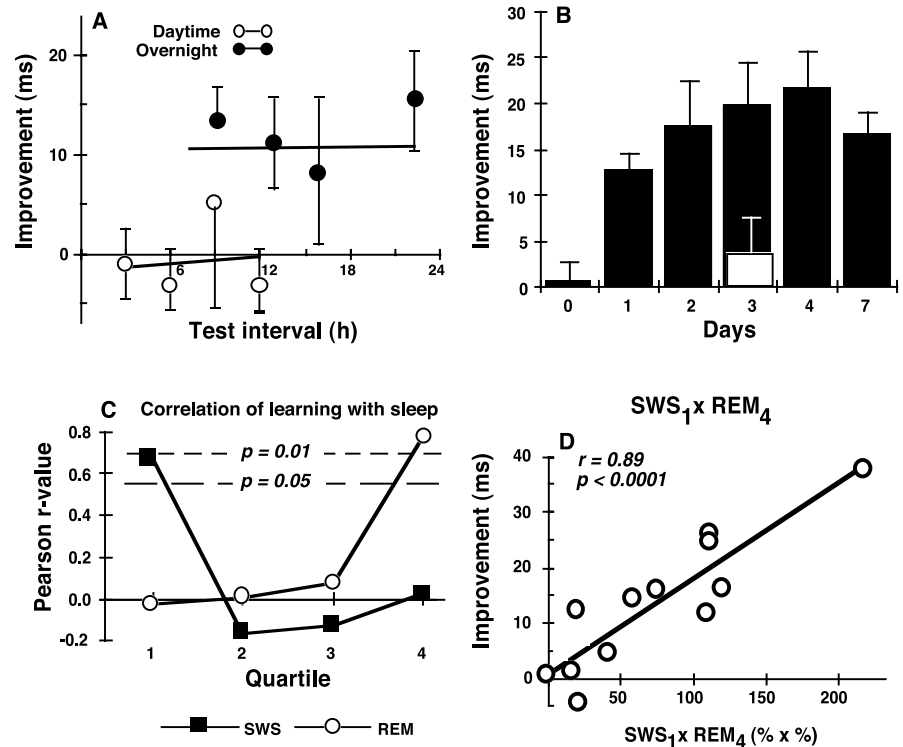 A
Daytime
Overnight
Improvement (ms)
20
10
0
6
12
18
24
Test interval (h)
B
Improvement (ms)
30
25
20
15
10
5
0
0 1 2 3 4 7
Days
C Correlation of learning with sleep
Pearson r-value
0.8
0.6
0.4
0.2
0.0
-0.2
p = 0.01
p = 0.05
1 2 3 4
Quartile
SWS REM
SWS1x REM4
D
r = 0.89
p < 0.0001
Improvement (ms)
40
30
20
10
0
50 100 150 200
SWS1x REM4 (% x %)